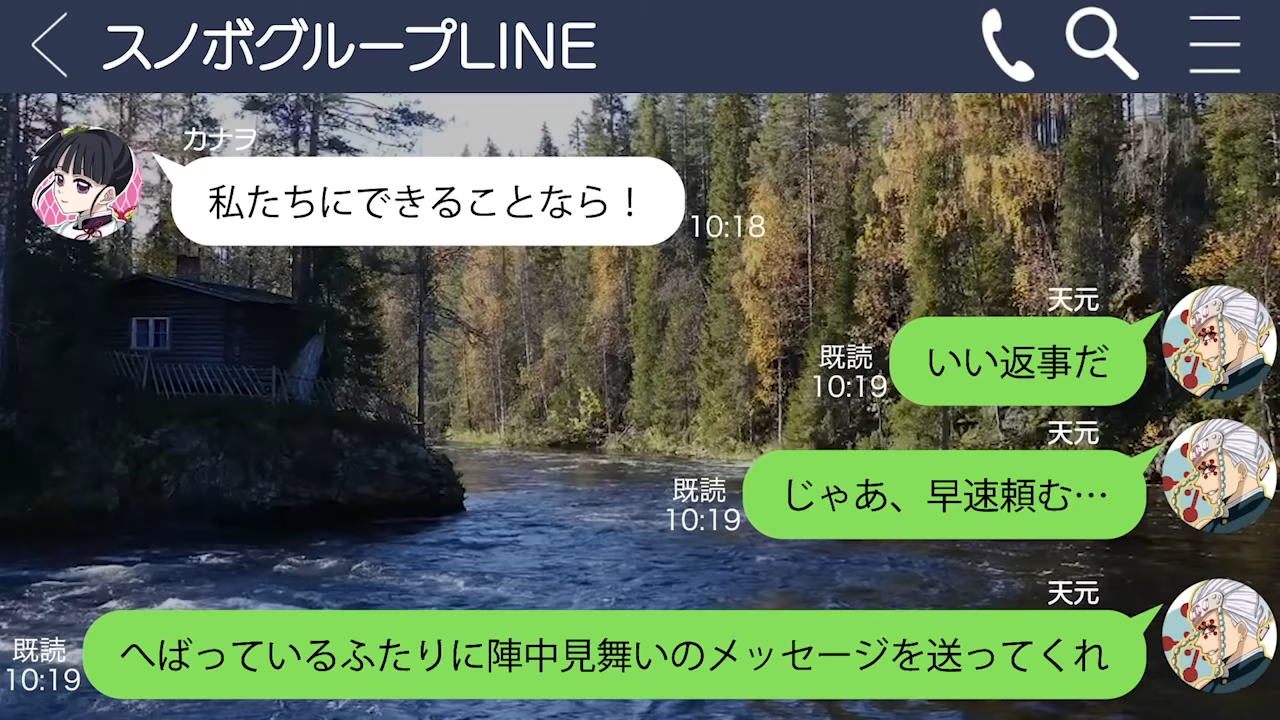 スノボグループLINE
カナヲ
私たちにできることなら！
10:18
天元
いい返事だ
既読
10:19
天元
じゃあ、早速頼む…
既読
10:19
天元
へばっているふたりに陣中見舞いのメッセージを送ってくれ
既読
10:19